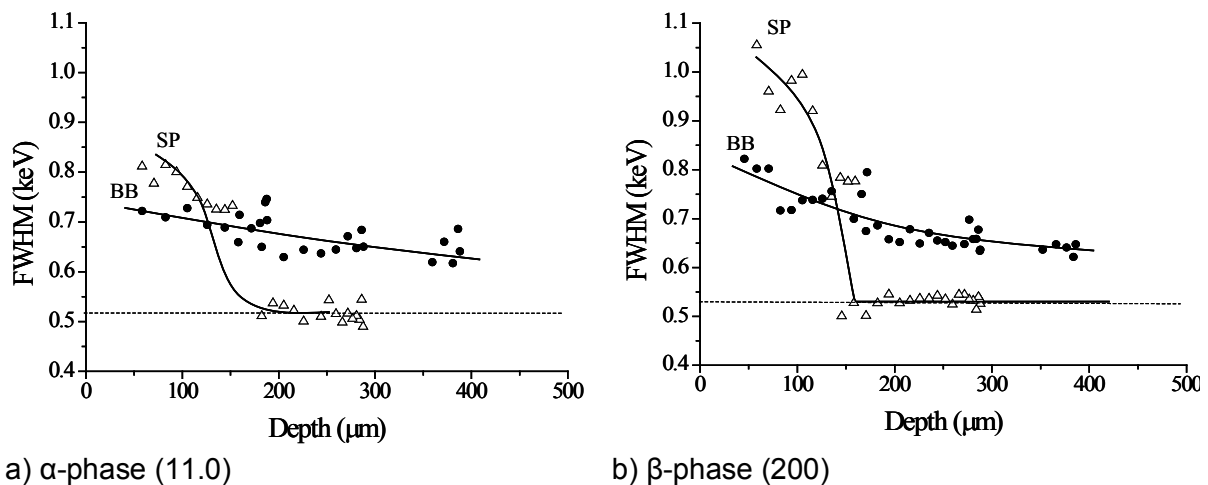 1.1
1.0
0.9
0.8
0.7
0.6
0.5
0.4
FWHM (keV)
SP
BB
0 100 200 300 400 500
Depth (μm)
a) α-phase (11.0)
1.1
1.0
0.9
0.8
0.7
0.6
0.5
0.4
FWHM (keV)
SP
BB
0 100 200 300 400 500
Depth (μm)
b) β-phase (200)